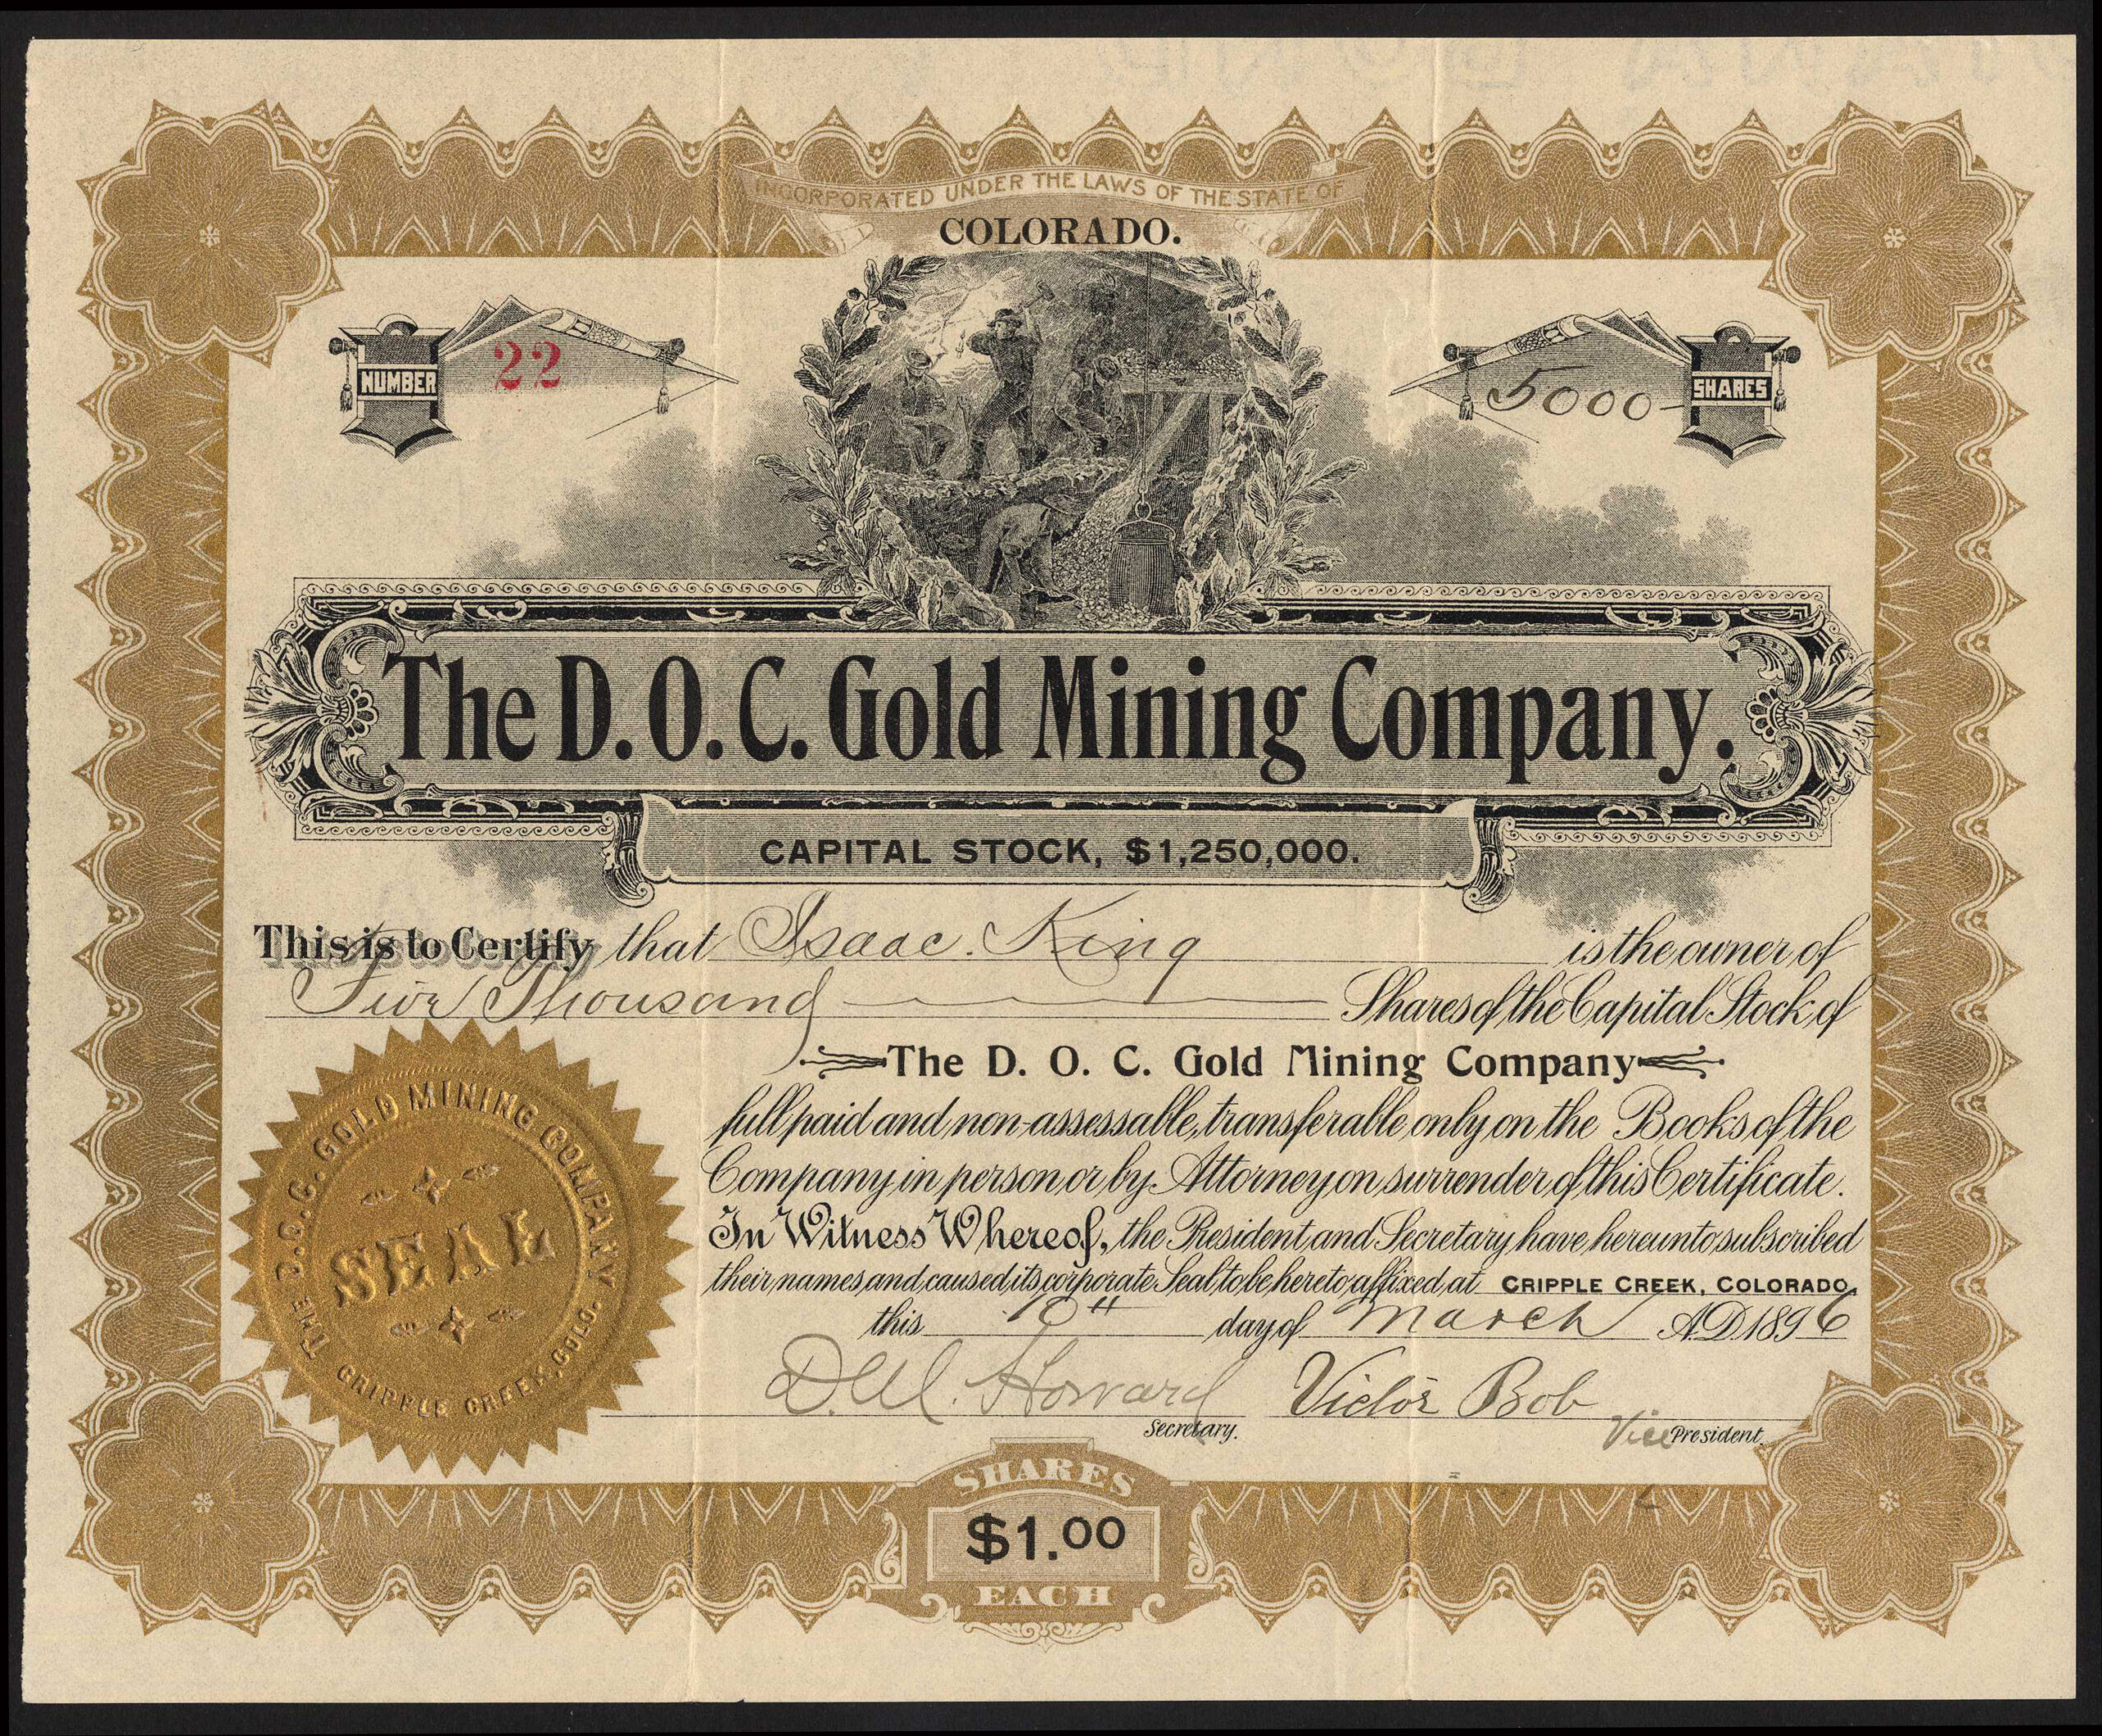 INCORPORATED UNDER THE LAWS OF THE STATE OF
COLORADO.
NUMBER 22
5000 SHARES
The D. O. C. Gold Mining Company.
CAPITAL STOCK, $1,250,000.
This is to Certify that Isaac. King is the owner of
Five Thousand Shares of the Capital Stock of
The D. O. C. Gold Mining Company
full paid and non-assessable, transferable only on the Books of the
Company in person or by Attorney on surrender of this Certificate.
In Witness Whereof, the President and Secretary have hereunto subscribed
their names and caused its corporate Seal to be hereto affixed at CRIPPLE CREEK, COLORADO,
this 10th day of March A.D. 1896
D. M. Howard Victor Bob
Secretary. Vice President.
THE D.O.C. GOLD MINING COMPANY
SEAL
CRIPPLE CREEK, COLO.
SHARES
$1.00
EACH